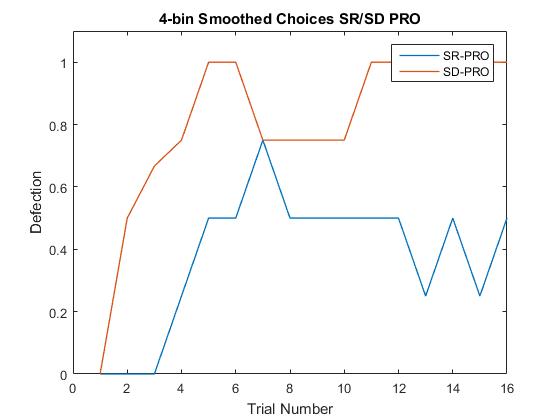 4-bin Smoothed Choices SR/SD PRO
SR-PRO
SD-PRO
Defection
1
0.8
0.6
0.4
0.2
0
0 2 4 6 8 10 12 14 16
Trial Number